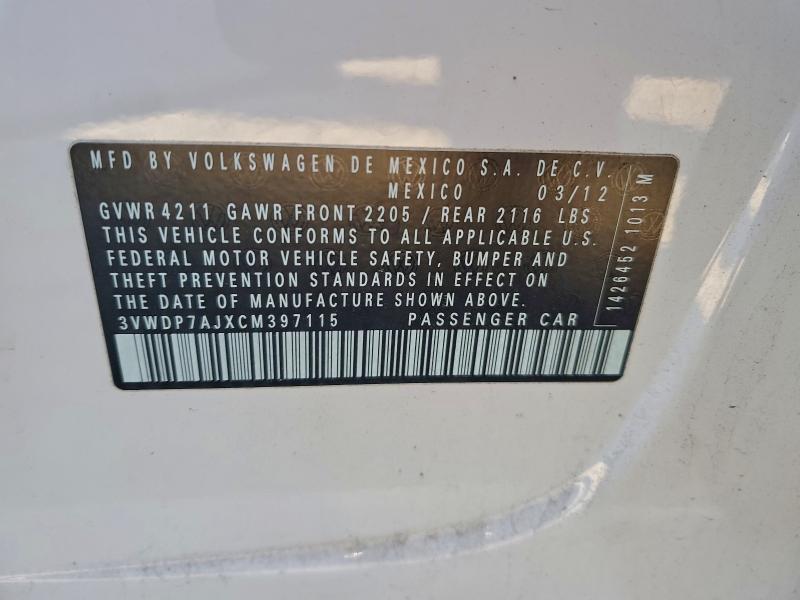 MFD BY VOLKSWAGEN DE MEXICO S.A. DE C.V.
MEXICO 03/12
GVWR 4211 GAWR FRONT 2205 / REAR 2116 LBS
THIS VEHICLE CONFORMS TO ALL APPLICABLE U.S.
FEDERAL MOTOR VEHICLE SAFETY, BUMPER AND
THEFT PREVENTION STANDARDS IN EFFECT ON
THE DATE OF MANUFACTURE SHOWN ABOVE.
3VWDP7AJXCM397115 PASSENGER CAR
1426452 1013 M